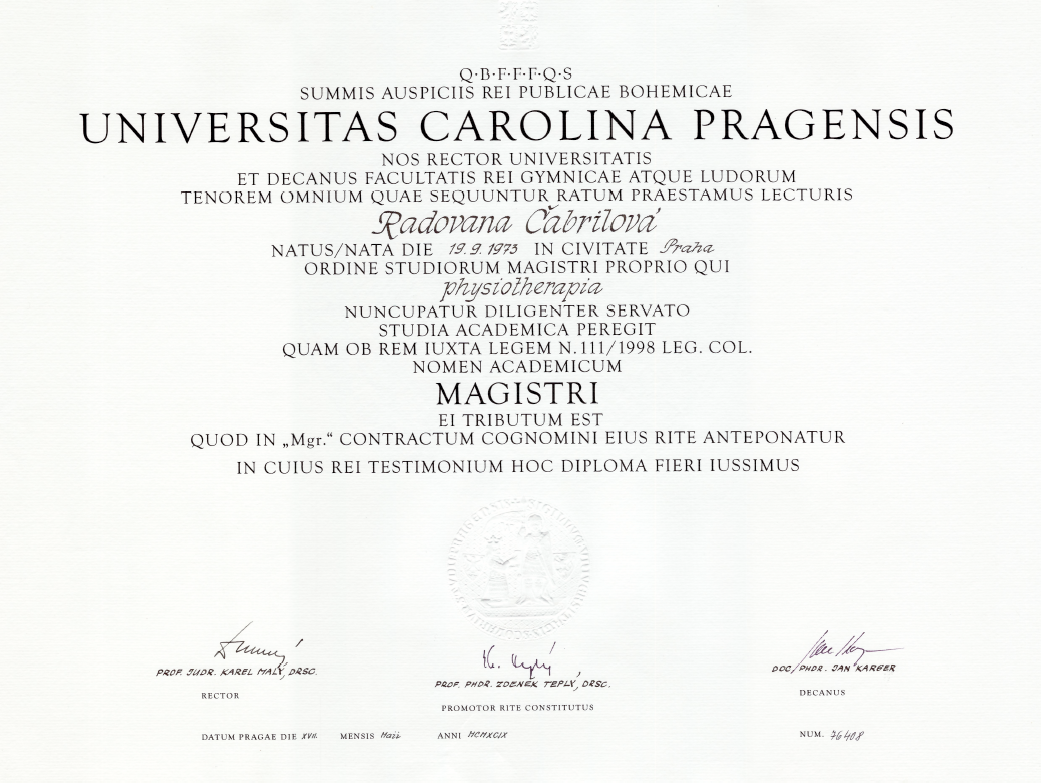 Q·B·F·F·F·Q·S
SUMMIS AUSPICIIS REI PUBLICAE BOHEMICAE
UNIVERSITAS CAROLINA PRAGENSIS
NOS RECTOR UNIVERSITATIS
ET DECANUS FACULTATIS REI GYMNICAE ATQUE LUDORUM
TENOREM OMNIUM QUAE SEQUUNTUR RATUM PRAESTAMUS LECTURIS
Radovana Čabrilová
NATUS/NATA DIE 19. 9. 1973 IN CIVITATE Praha
ORDINE STUDIORUM MAGISTRI PROPRIO QUI
physiotherapia
NUNCUPATUR DILIGENTER SERVATO
STUDIA ACADEMICA PEREGIT
QUAM OB REM IUXTA LEGEM N. 111/1998 LEG. COL.
NOMEN ACADEMICUM
MAGISTRI
EI TRIBUTUM EST
QUOD IN „Mgr.“ CONTRACTUM COGNOMINI EIUS RITE ANTEPONATUR
IN CUIUS REI TESTIMONIUM HOC DIPLOMA FIERI IUSSIMUS
PROF. JUDR. KAREL MALÝ, DRSC.
RECTOR
PROF. PHDR. ZDENEK TEPLÝ, DRSC.
PROMOTOR RITE CONSTITUTUS
DOC. PHDR. JAN KARGER
DECANUS
DATUM PRAGAE DIE XVII. MENSIS Maii ANNI MCMXCIX
NUM. 76408